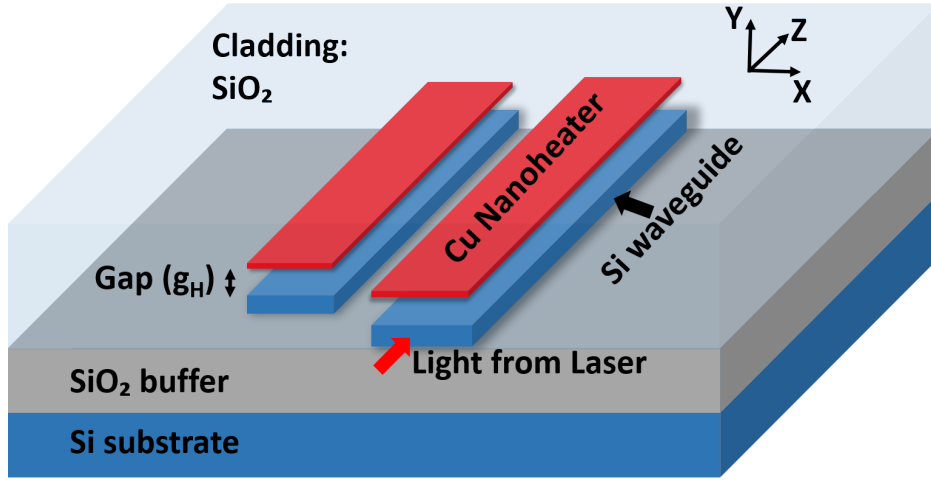 Cladding:
SiO₂
Y
Z
X
Cu Nanoheater
Si waveguide
Gap (g_H)
Light from Laser
SiO₂ buffer
Si substrate